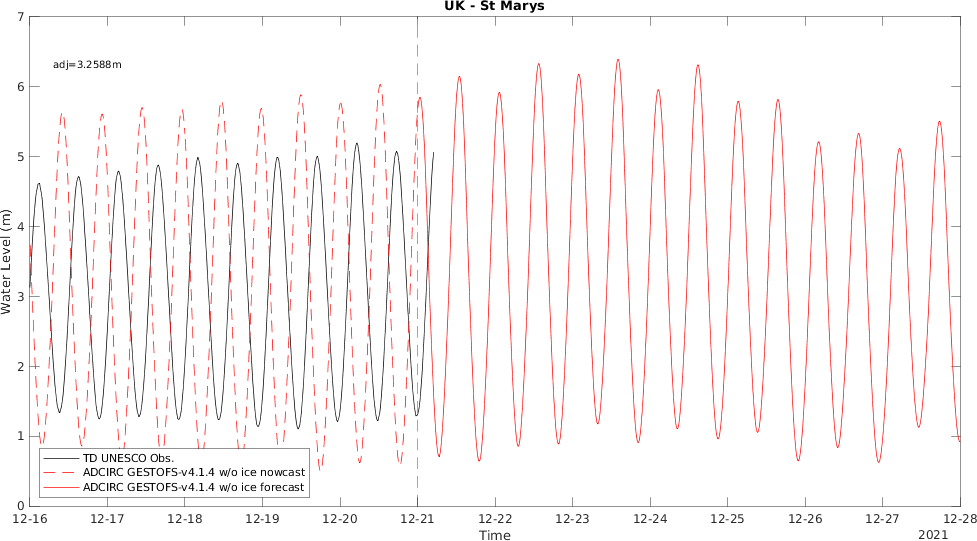 UK - St Marys
7
6
5
4
3
2
1
0
Water Level (m)
adj=3.2588m
TD UNESCO Obs.
ADCIRC GESTOFS-v4.1.4 w/o ice nowcast
ADCIRC GESTOFS-v4.1.4 w/o ice forecast
12-16 12-17 12-18 12-19 12-20 12-21 12-22 12-23 12-24 12-25 12-26 12-27 12-28
Time
2021